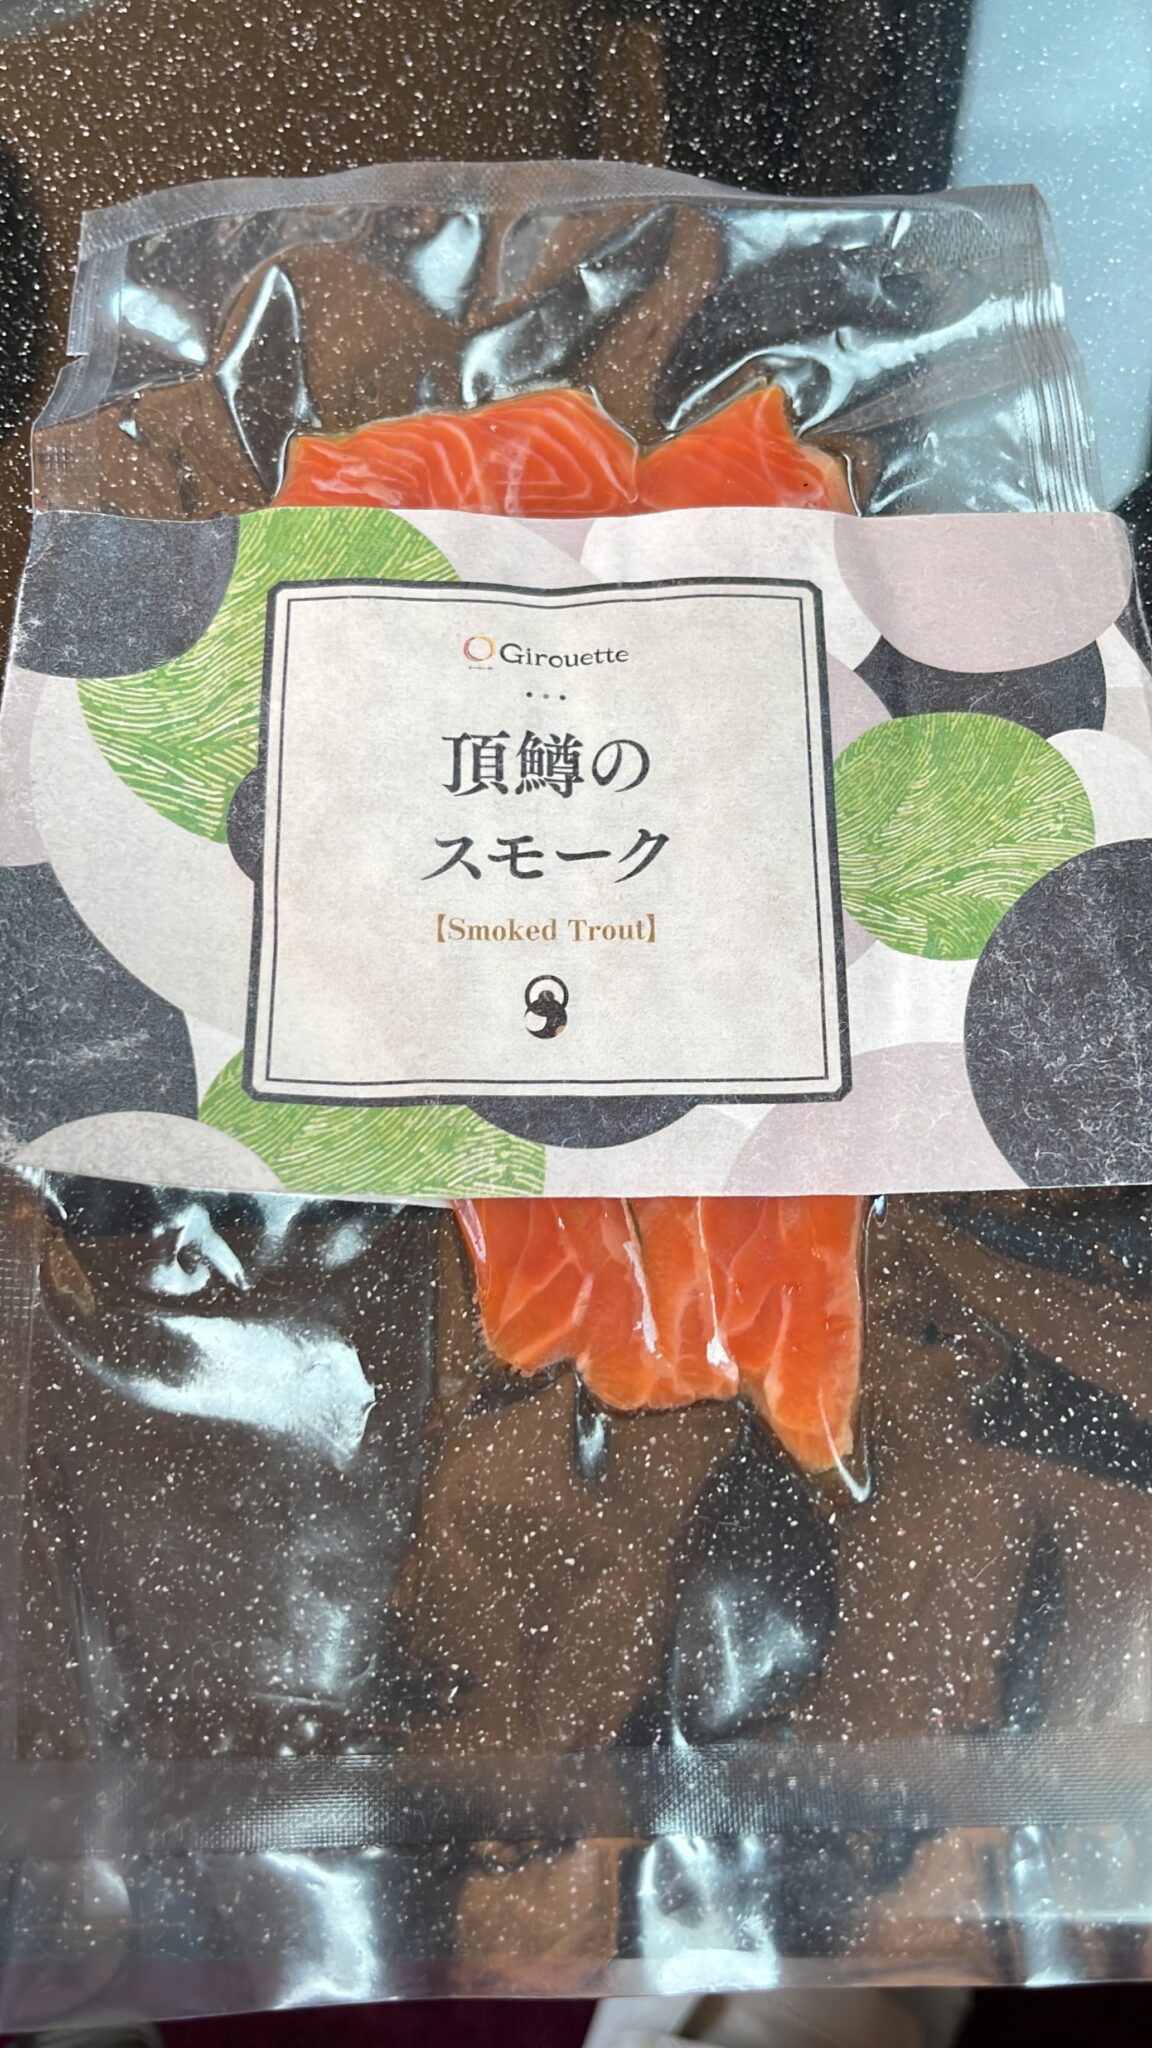 Girouette
頂鱒の
スモーク
【Smoked Trout】